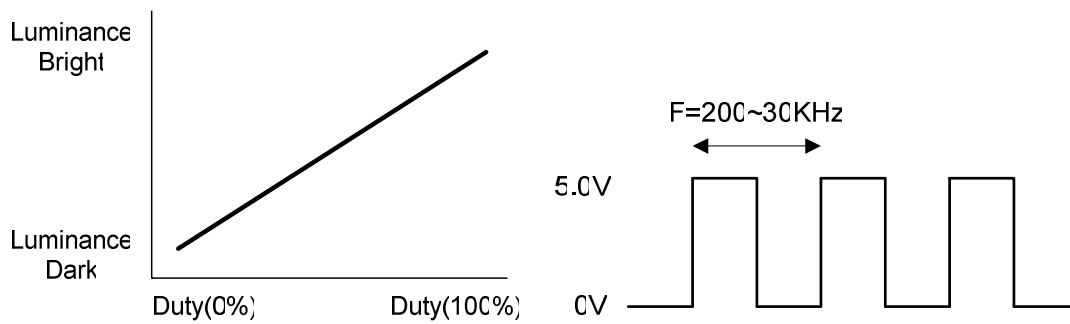 Luminance
Bright
Luminance
Dark
Duty(0%)
Duty(100%)
F=200~30KHz
5.0V
0V